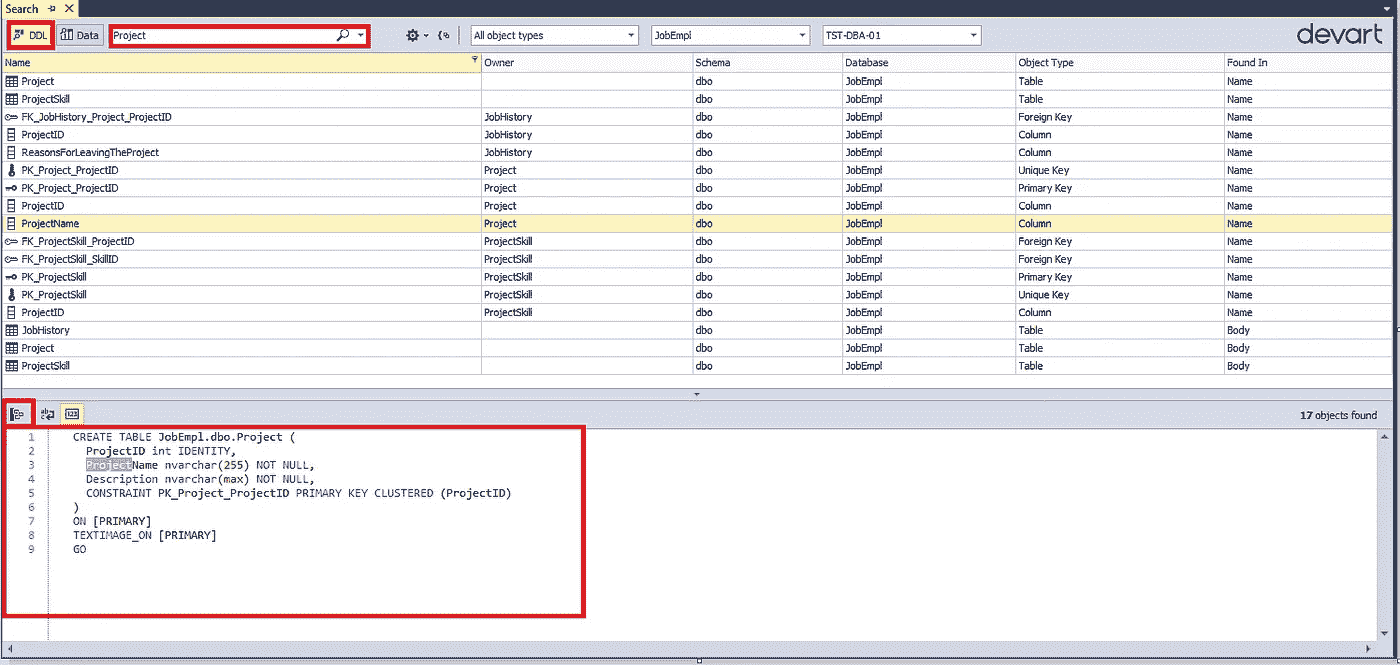 Search
DDL Data Project All object types JobEmpl TST-DBA-01 devart
Name Owner Schema Database Object Type Found In
Project dbo JobEmpl Table Name
ProjectSkill dbo JobEmpl Table Name
FK_JobHistory_Project_ProjectID JobHistory dbo JobEmpl Foreign Key Name
ProjectID JobHistory dbo JobEmpl Column Name
ReasonsForLeavingTheProject JobHistory dbo JobEmpl Column Name
PK_Project_ProjectID Project dbo JobEmpl Unique Key Name
PK_Project_ProjectID Project dbo JobEmpl Primary Key Name
ProjectID Project dbo JobEmpl Column Name
ProjectName Project dbo JobEmpl Column Name
FK_ProjectSkill_ProjectID ProjectSkill dbo JobEmpl Foreign Key Name
FK_ProjectSkill_SkillID ProjectSkill dbo JobEmpl Foreign Key Name
PK_ProjectSkill ProjectSkill dbo JobEmpl Primary Key Name
PK_ProjectSkill ProjectSkill dbo JobEmpl Unique Key Name
ProjectID ProjectSkill dbo JobEmpl Column Name
JobHistory dbo JobEmpl Table Body
Project dbo JobEmpl Table Body
ProjectSkill dbo JobEmpl Table Body
17 objects found
1 CREATE TABLE JobEmpl.dbo.Project (
2 ProjectID int IDENTITY,
3 ProjectName nvarchar(255) NOT NULL,
4 Description nvarchar(max) NOT NULL,
5 CONSTRAINT PK_Project_ProjectID PRIMARY KEY CLUSTERED (ProjectID)
6 )
7 ON [PRIMARY]
8 TEXTIMAGE_ON [PRIMARY]
9 GO